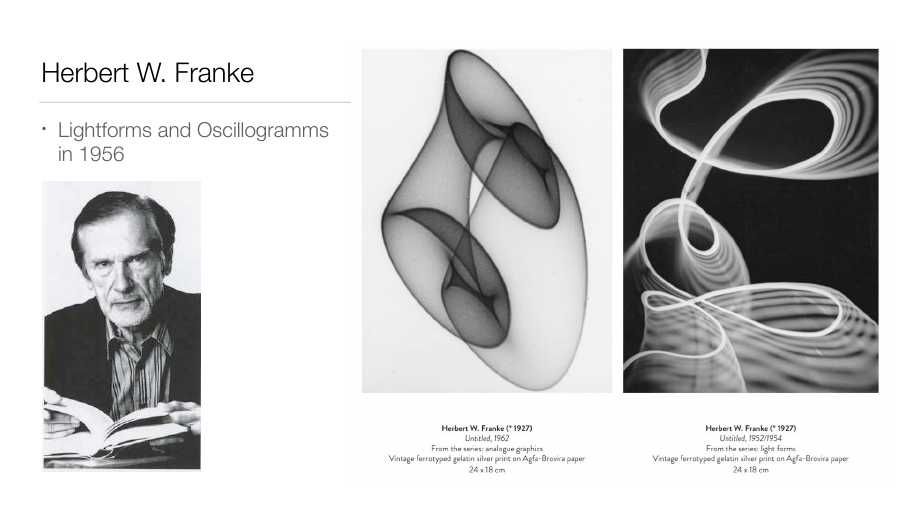 Herbert W. Franke
• Lightforms and Oscillogramms
in 1956
Herbert W. Franke (* 1927)
Untitled, 1962
From the series: analogue graphics
Vintage ferrotyped gelatin silver print on Agfa-Brovira paper
24 x 18 cm
Herbert W. Franke (* 1927)
Untitled, 1952/1954
From the series: light forms
Vintage ferrotyped gelatin silver print on Agfa-Brovira paper
24 x 18 cm